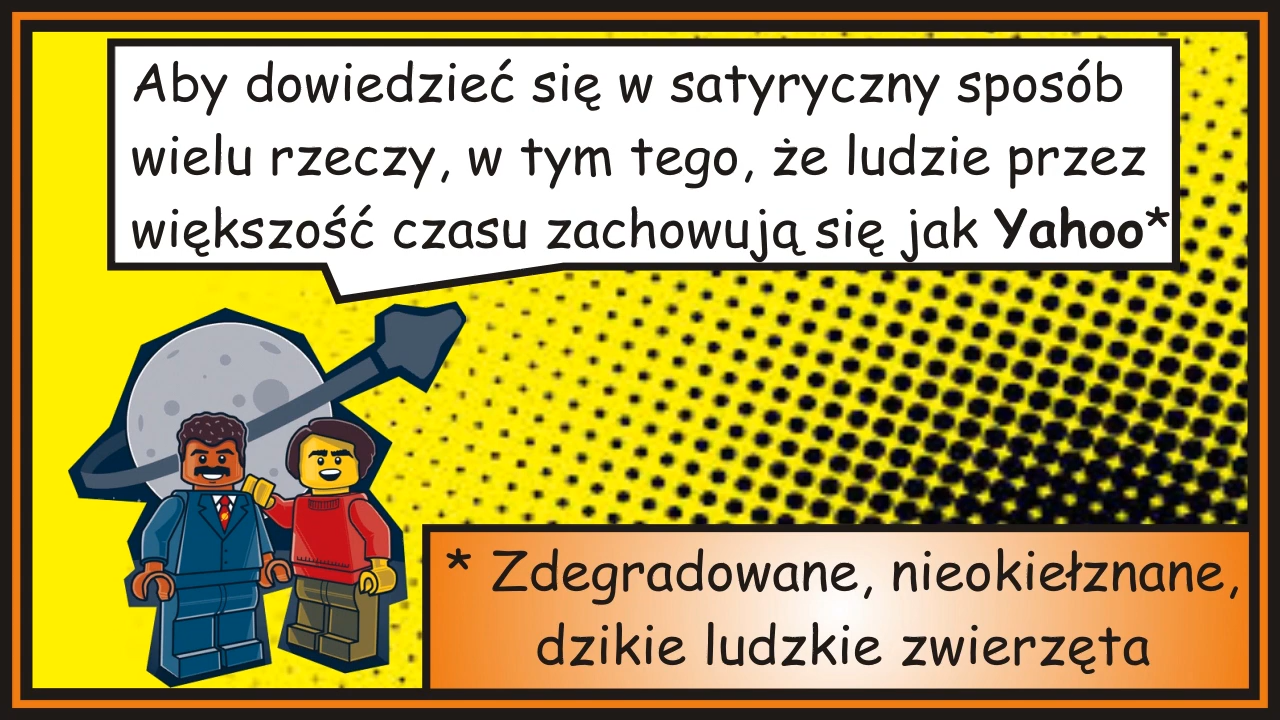 Aby dowiedzieć się w satyryczny sposób
wielu rzeczy, w tym tego, że ludzie przez
większość czasu zachowują się jak Yahoo*
* Zdegradowane, nieokiełznane,
dzikie ludzkie zwierzęta